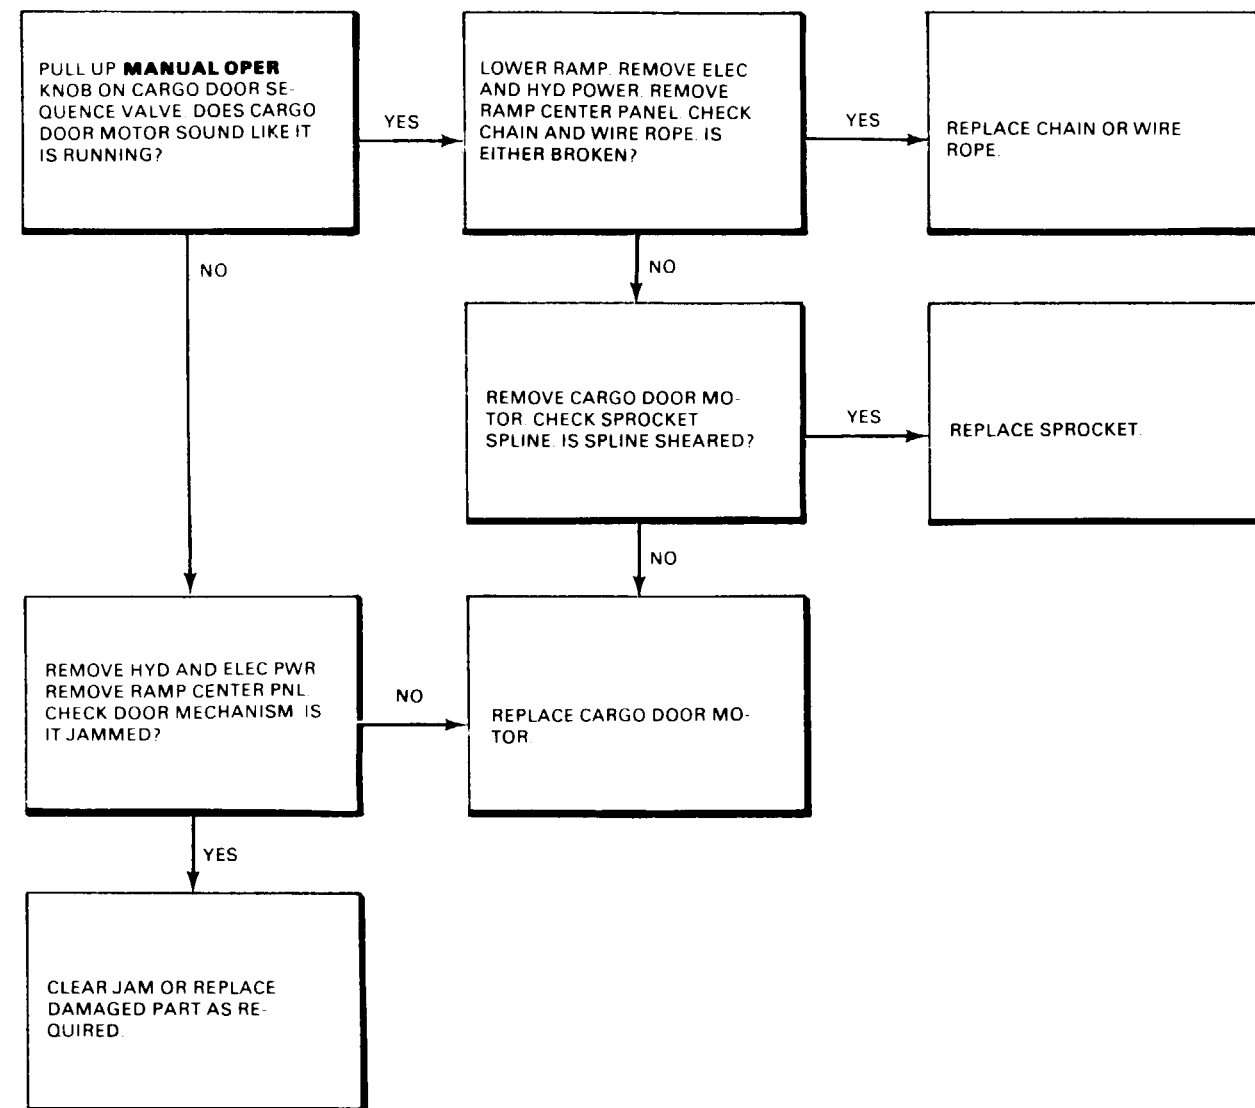 PULL UP MANUAL OPER
KNOB ON CARGO DOOR SE-
QUENCE VALVE. DOES CARGO
DOOR MOTOR SOUND LIKE IT
IS RUNNING?
YES
LOWER RAMP. REMOVE ELEC
AND HYD POWER. REMOVE
RAMP CENTER PANEL. CHECK
CHAIN AND WIRE ROPE. IS
EITHER BROKEN?
YES
REPLACE CHAIN OR WIRE
ROPE.
NO
NO
REMOVE CARGO DOOR MO-
TOR. CHECK SPROCKET
SPLINE. IS SPLINE SHEARED?
YES
REPLACE SPROCKET.
NO
REMOVE HYD AND ELEC PWR
REMOVE RAMP CENTER PNL.
CHECK DOOR MECHANISM. IS
IT JAMMED?
NO
REPLACE CARGO DOOR MO-
TOR.
YES
CLEAR JAM OR REPLACE
DAMAGED PART AS RE-
QUIRED.